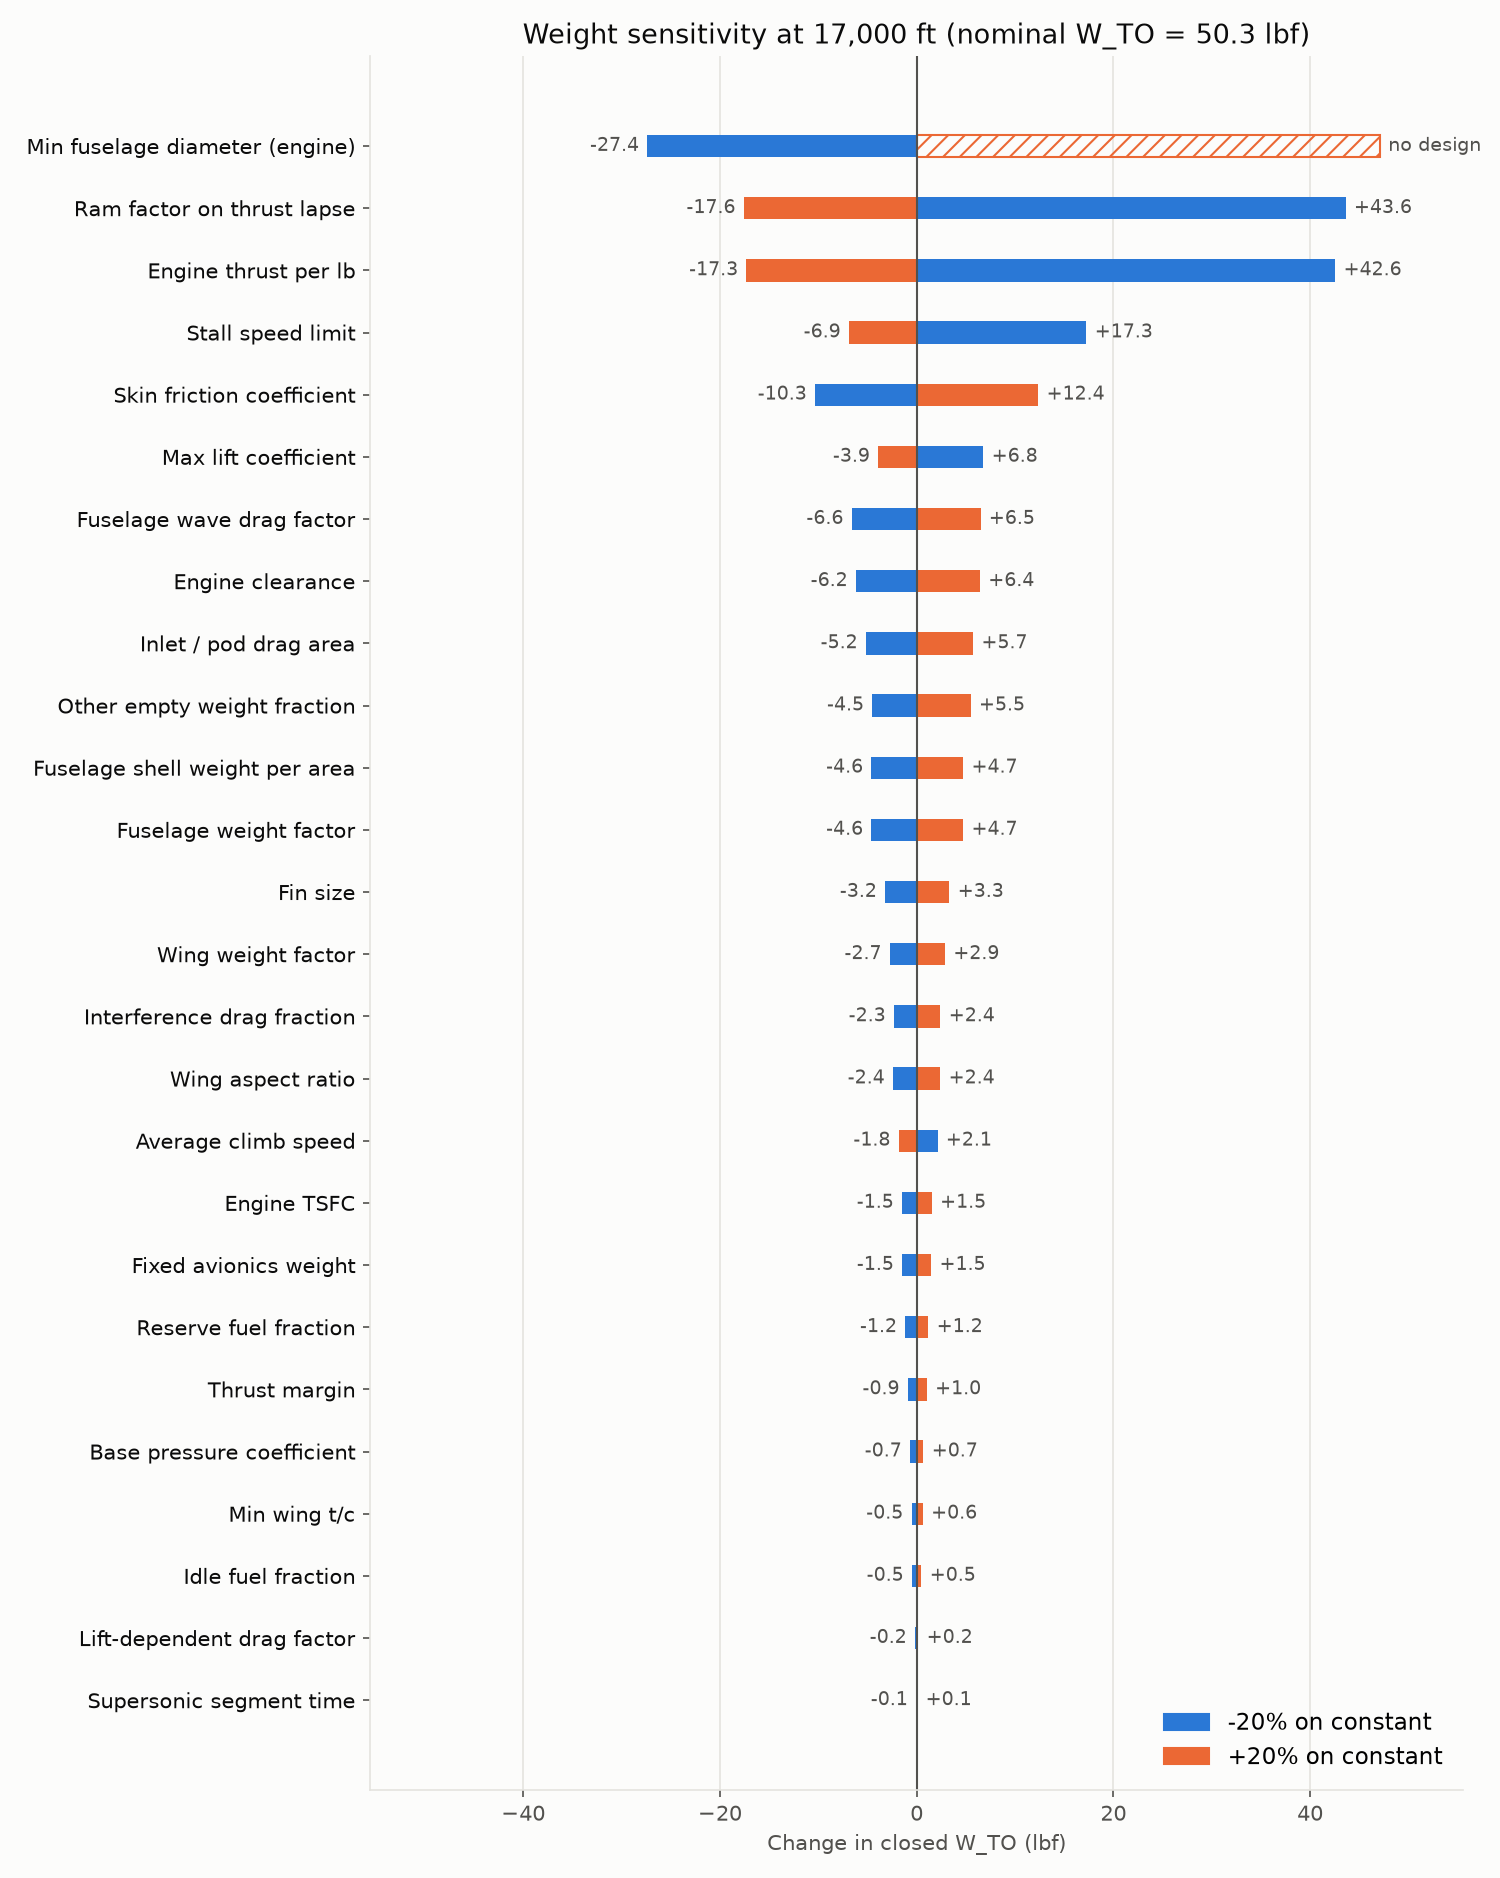 Weight sensitivity at 17,000 ft (nominal W_TO = 50.3 lbf)
Min fuselage diameter (engine) -27.4 no design
Ram factor on thrust lapse -17.6 +43.6
Engine thrust per lb -17.3 +42.6
Stall speed limit -6.9 +17.3
Skin friction coefficient -10.3 +12.4
Max lift coefficient -3.9 +6.8
Fuselage wave drag factor -6.6 +6.5
Engine clearance -6.2 +6.4
Inlet / pod drag area -5.2 +5.7
Other empty weight fraction -4.5 +5.5
Fuselage shell weight per area -4.6 +4.7
Fuselage weight factor -4.6 +4.7
Fin size -3.2 +3.3
Wing weight factor -2.7 +2.9
Interference drag fraction -2.3 +2.4
Wing aspect ratio -2.4 +2.4
Average climb speed -1.8 +2.1
Engine TSFC -1.5 +1.5
Fixed avionics weight -1.5 +1.5
Reserve fuel fraction -1.2 +1.2
Thrust margin -0.9 +1.0
Base pressure coefficient -0.7 +0.7
Min wing t/c -0.5 +0.6
Idle fuel fraction -0.5 +0.5
Lift-dependent drag factor -0.2 +0.2
Supersonic segment time -0.1 +0.1
-20% on constant
+20% on constant
−40 −20 0 20 40
Change in closed W_TO (lbf)